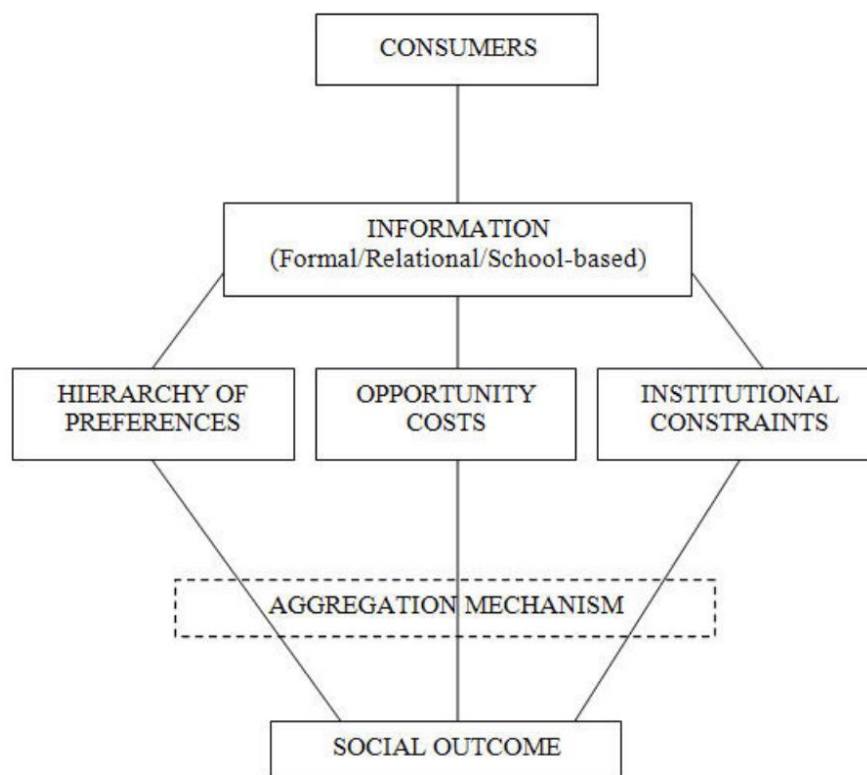 CONSUMERS
INFORMATION
(Formal/Relational/School-based)
HIERARCHY OF
PREFERENCES
OPPORTUNITY
COSTS
INSTITUTIONAL
CONSTRAINTS
AGGREGATION MECHANISM
SOCIAL OUTCOME